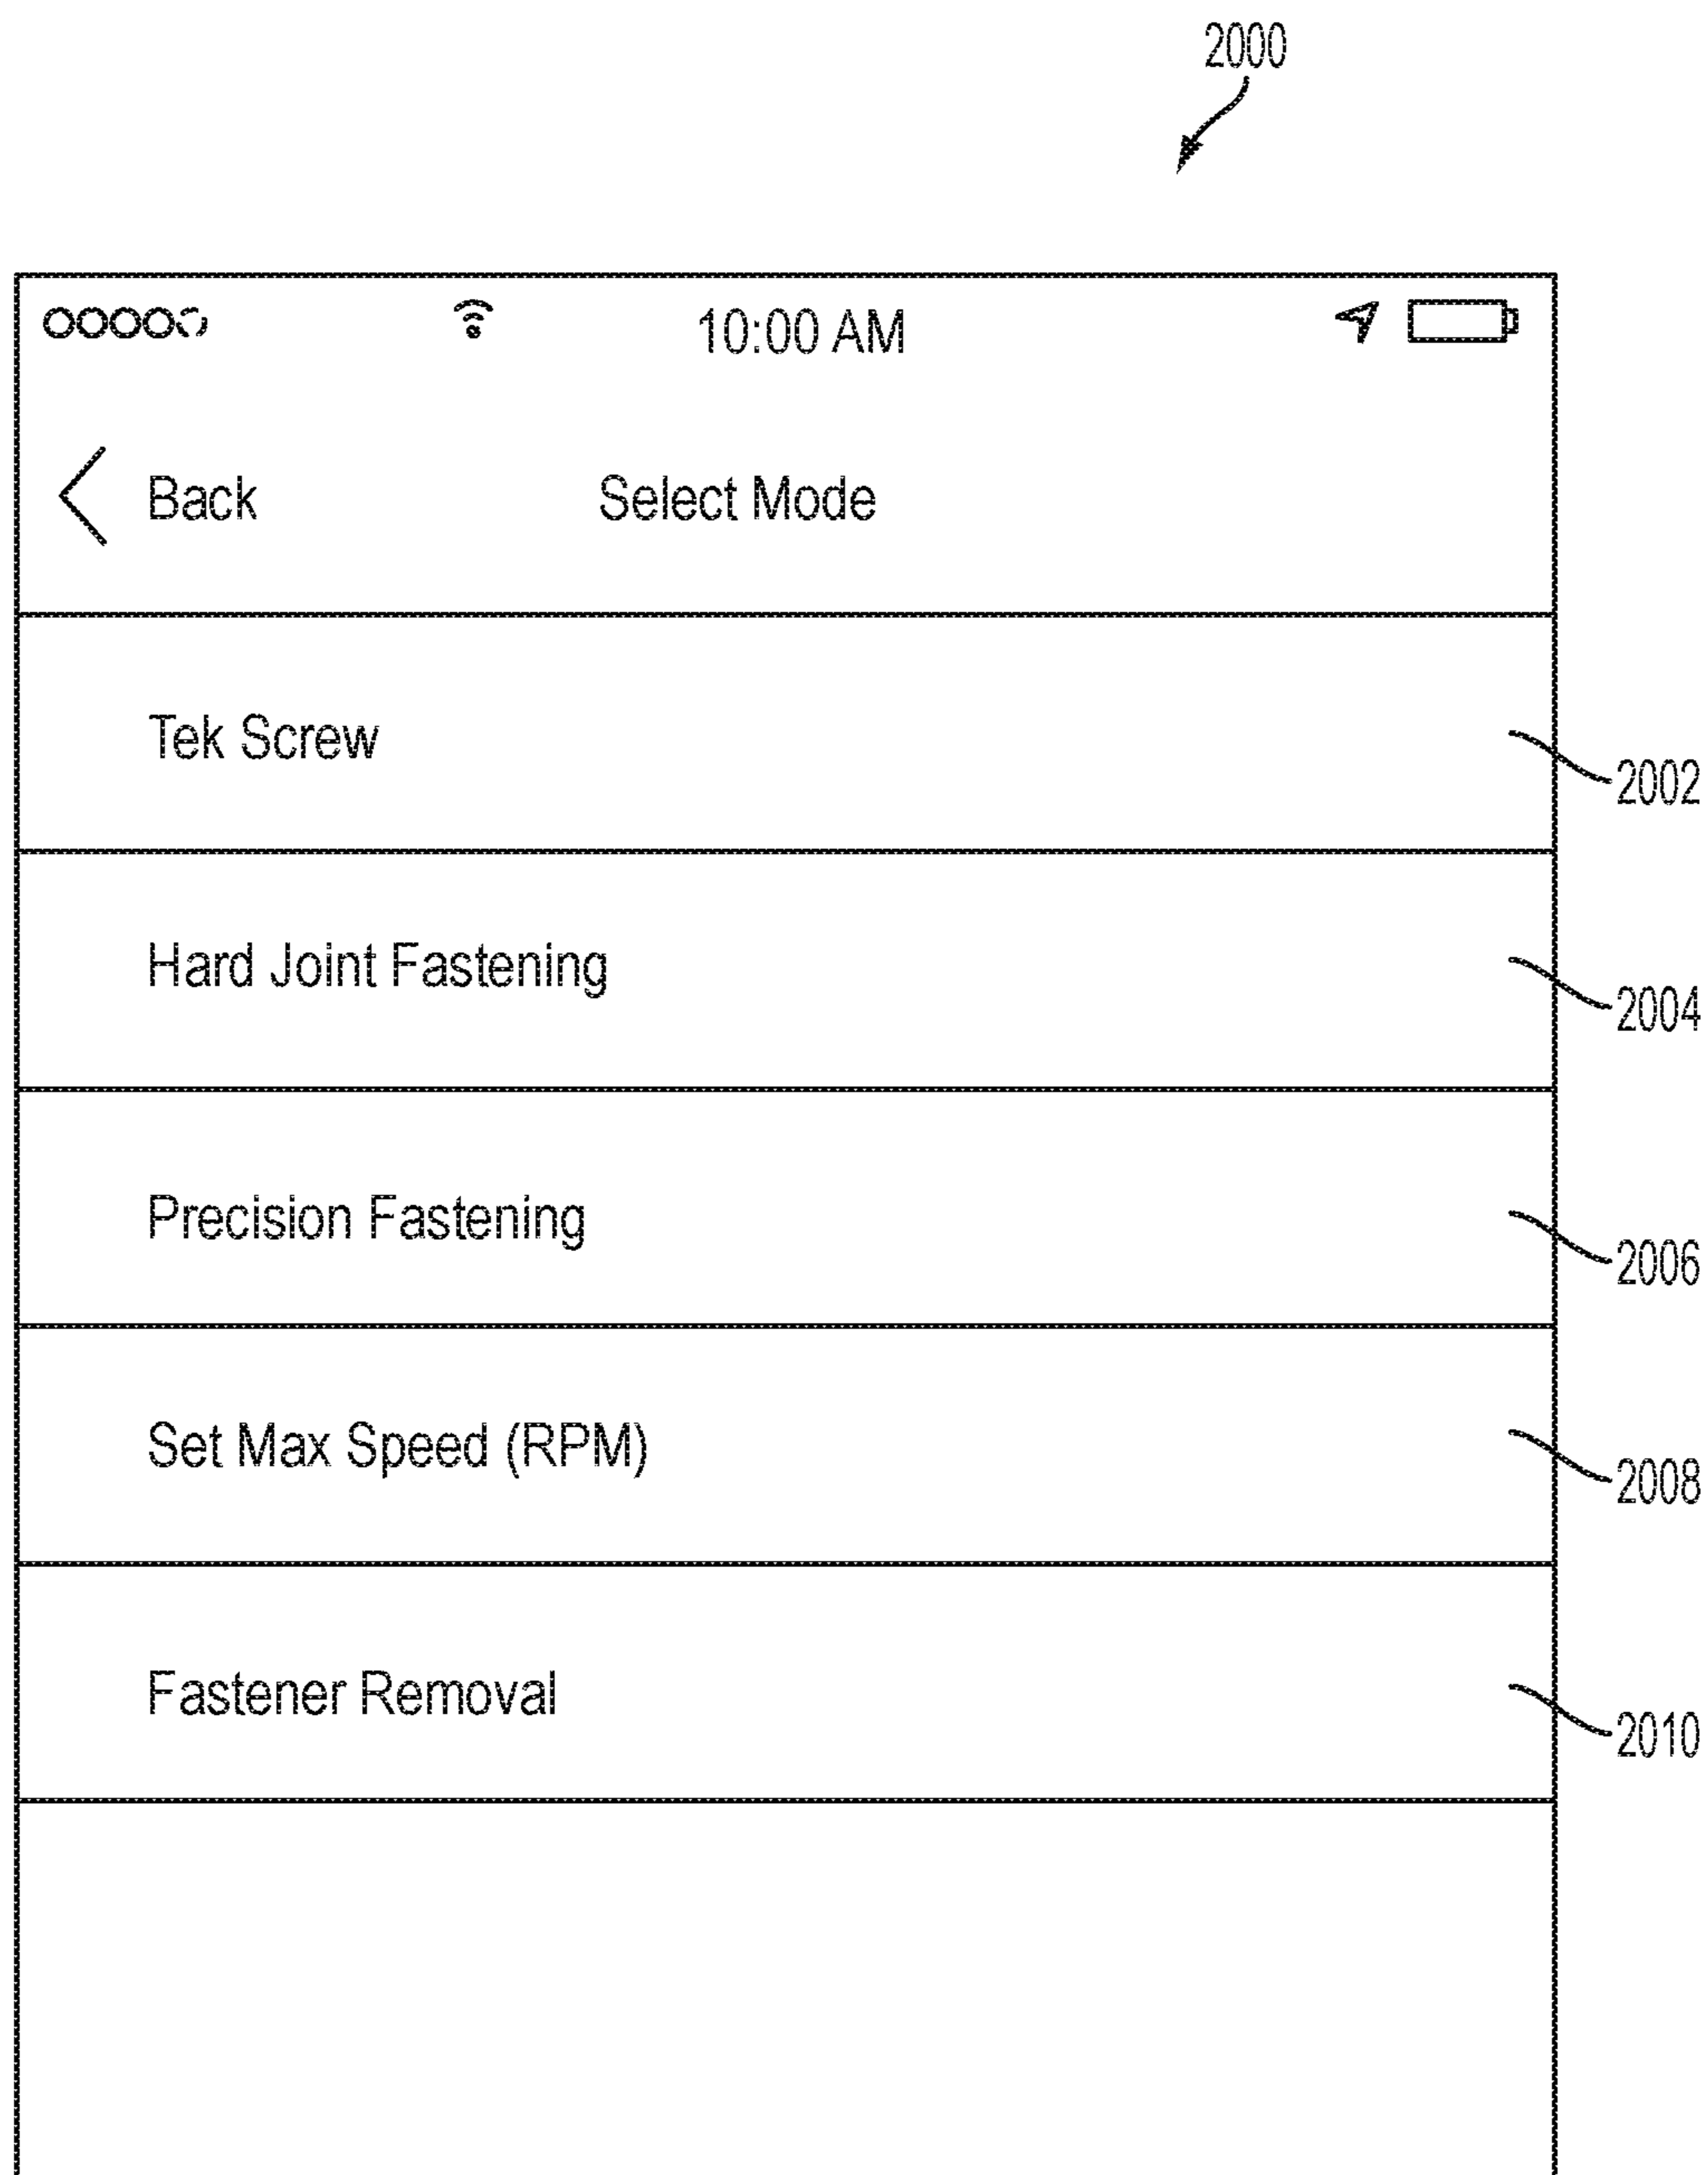 2000
10:00 AM
Back Select Mode
Tek Screw
2002
Hard Joint Fastening
2004
Precision Fastening
2006
Set Max Speed (RPM)
2008
Fastener Removal
2010